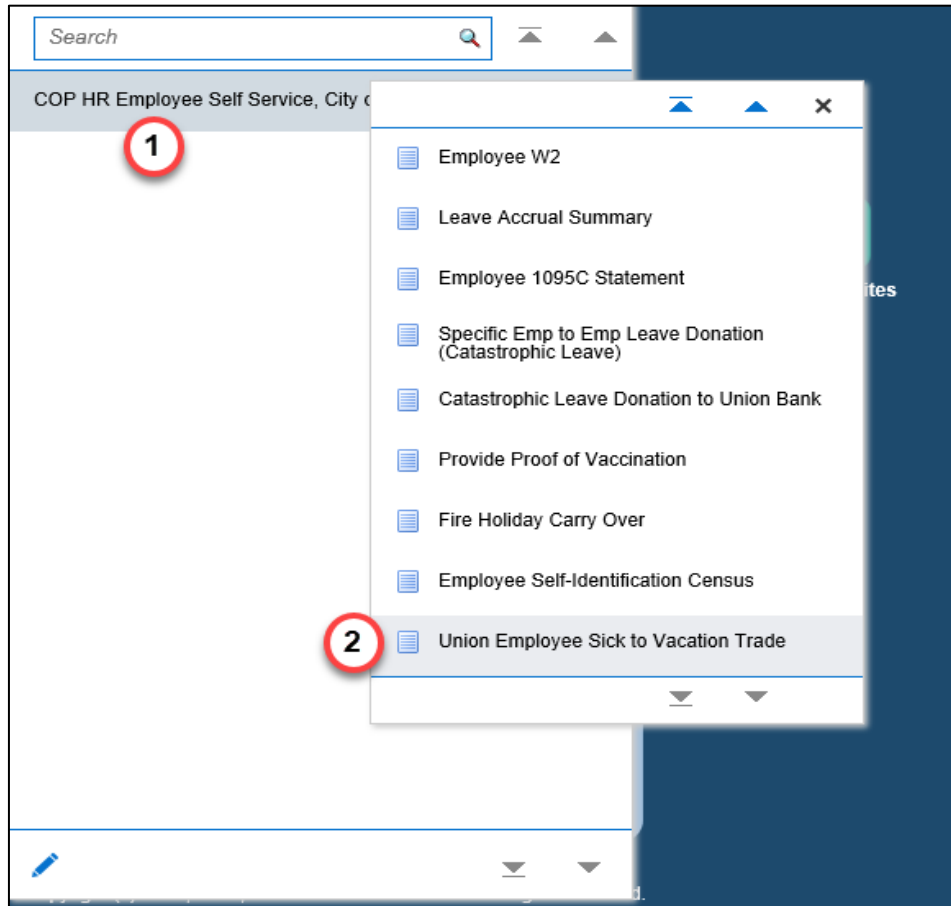 Search
COP HR Employee Self Service, City
1
Employee W2
Leave Accrual Summary
Employee 1095C Statement
ites
Specific Emp to Emp Leave Donation
(Catastrophic Leave)
Catastrophic Leave Donation to Union Bank
Provide Proof of Vaccination
Fire Holiday Carry Over
Employee Self-Identification Census
2
Union Employee Sick to Vacation Trade